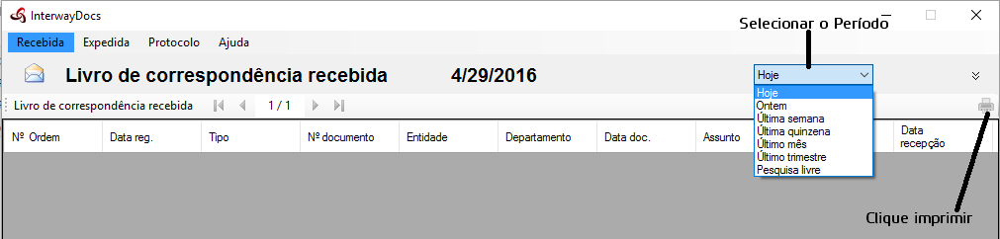 InterwayDocs
Selecionar o Período
Recebida Expedida Protocolo Ajuda
Livro de correspondência recebida 4/29/2016
Hoje
Livro de correspondência recebida 1 / 1
Hoje
Ontem
Última semana
Última quinzena
Último mês
Último trimestre
Pesquisa livre
Nº Ordem Data reg. Tipo Nº documento Entidade Departamento Data doc. Assunto Data
recepção
Clique imprimir